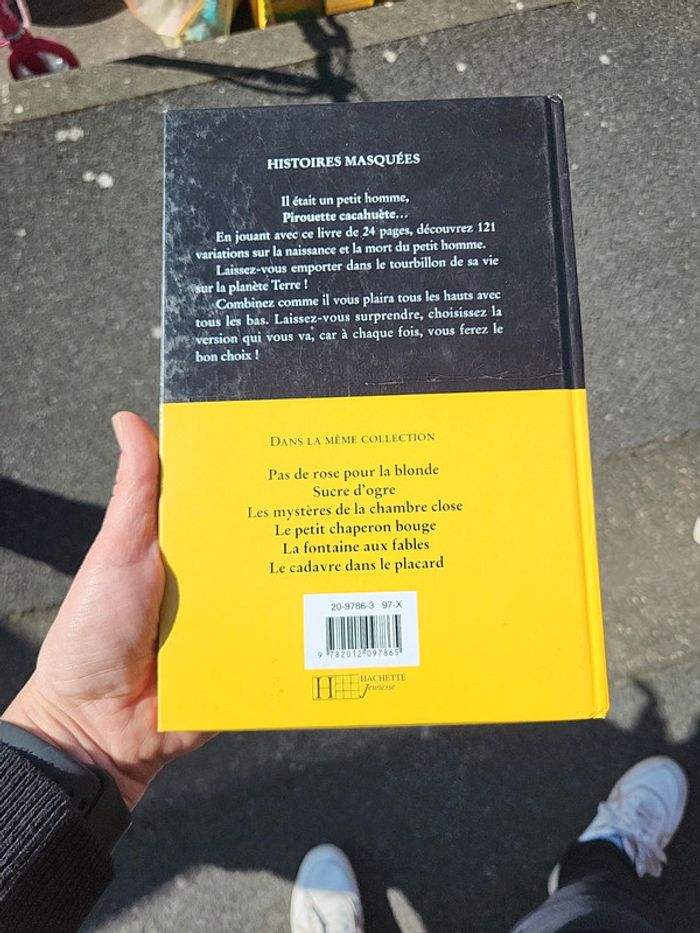 HISTOIRES MASQUÉES
Il était un petit homme,
Pirouette cacahuète...
En jouant avec ce livre de 24 pages, découvrez 121
variations sur la naissance et la mort du petit homme.
Laissez-vous emporter dans le tourbillon de sa vie
sur la planète Terre !
Combinez comme il vous plaira tous les hauts avec
tous les bas. Laissez-vous surprendre, choisissez la
version qui vous va, car à chaque fois, vous ferez le
bon choix !
DANS LA MÊME COLLECTION
Pas de rose pour la blonde
Sucre d'ogre
Les mystères de la chambre close
Le petit chaperon bouge
La fontaine aux fables
Le cadavre dans le placard
20-9786-3 97-X
9 782012 097865
H HACHETTE
Jeunesse